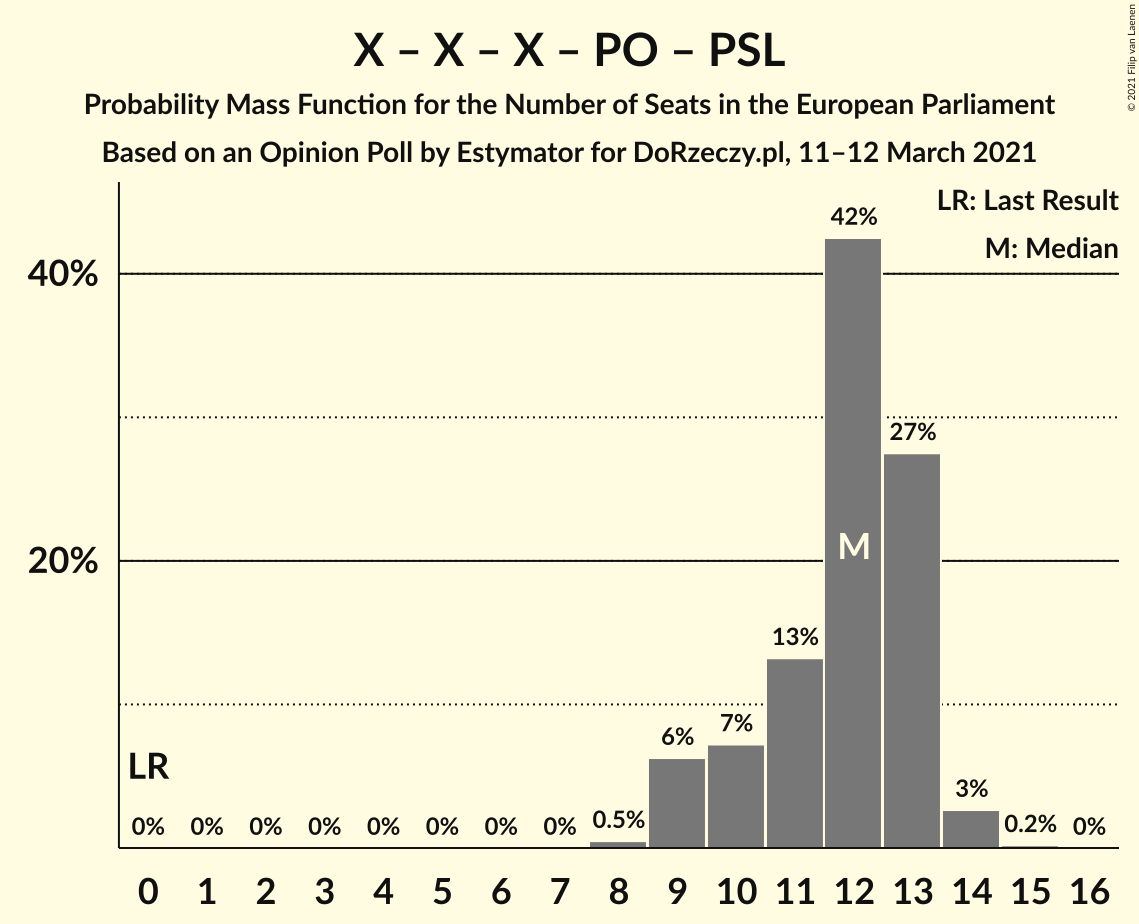 X – X – X – PO – PSL
Probability Mass Function for the Number of Seats in the European Parliament
Based on an Opinion Poll by Estymator for DoRzeczy.pl, 11–12 March 2021
© 2021 Filip van Laenen
LR: Last Result
M: Median
40%
20%
LR
M
0% 0% 0% 0% 0% 0% 0% 0% 0.5% 6% 7% 13% 42% 27% 3% 0.2% 0%
0 1 2 3 4 5 6 7 8 9 10 11 12 13 14 15 16